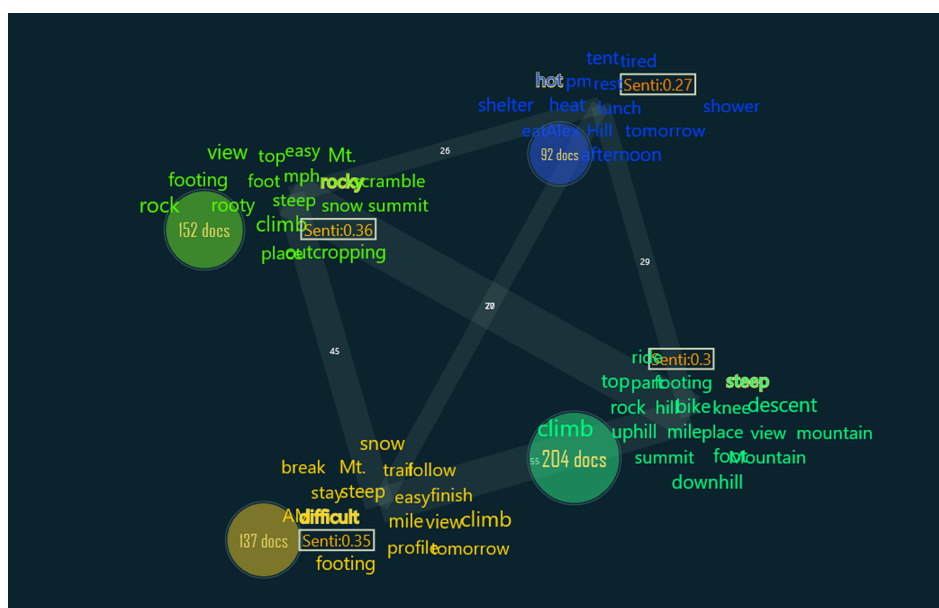 tent tired
hot pm rest Senti:0.27
shelter heat lunch shower
eat Alex Hill tomorrow
92 docs afternoon
26
view top easy Mt.
footing foot mph rocky scramble
rock rooty steep snow summit
152 docs climb Senti:0.36
place outcropping
29
45
ride Senti:0.3
top part footing steep
rock hill bike knee descent
climb uphill mile place view mountain
55 204 docs summit foot Mountain
downhill
snow
break Mt. trail follow
stay steep easy finish
AM difficult mile view climb
137 docs Senti:0.35 profile tomorrow
footing